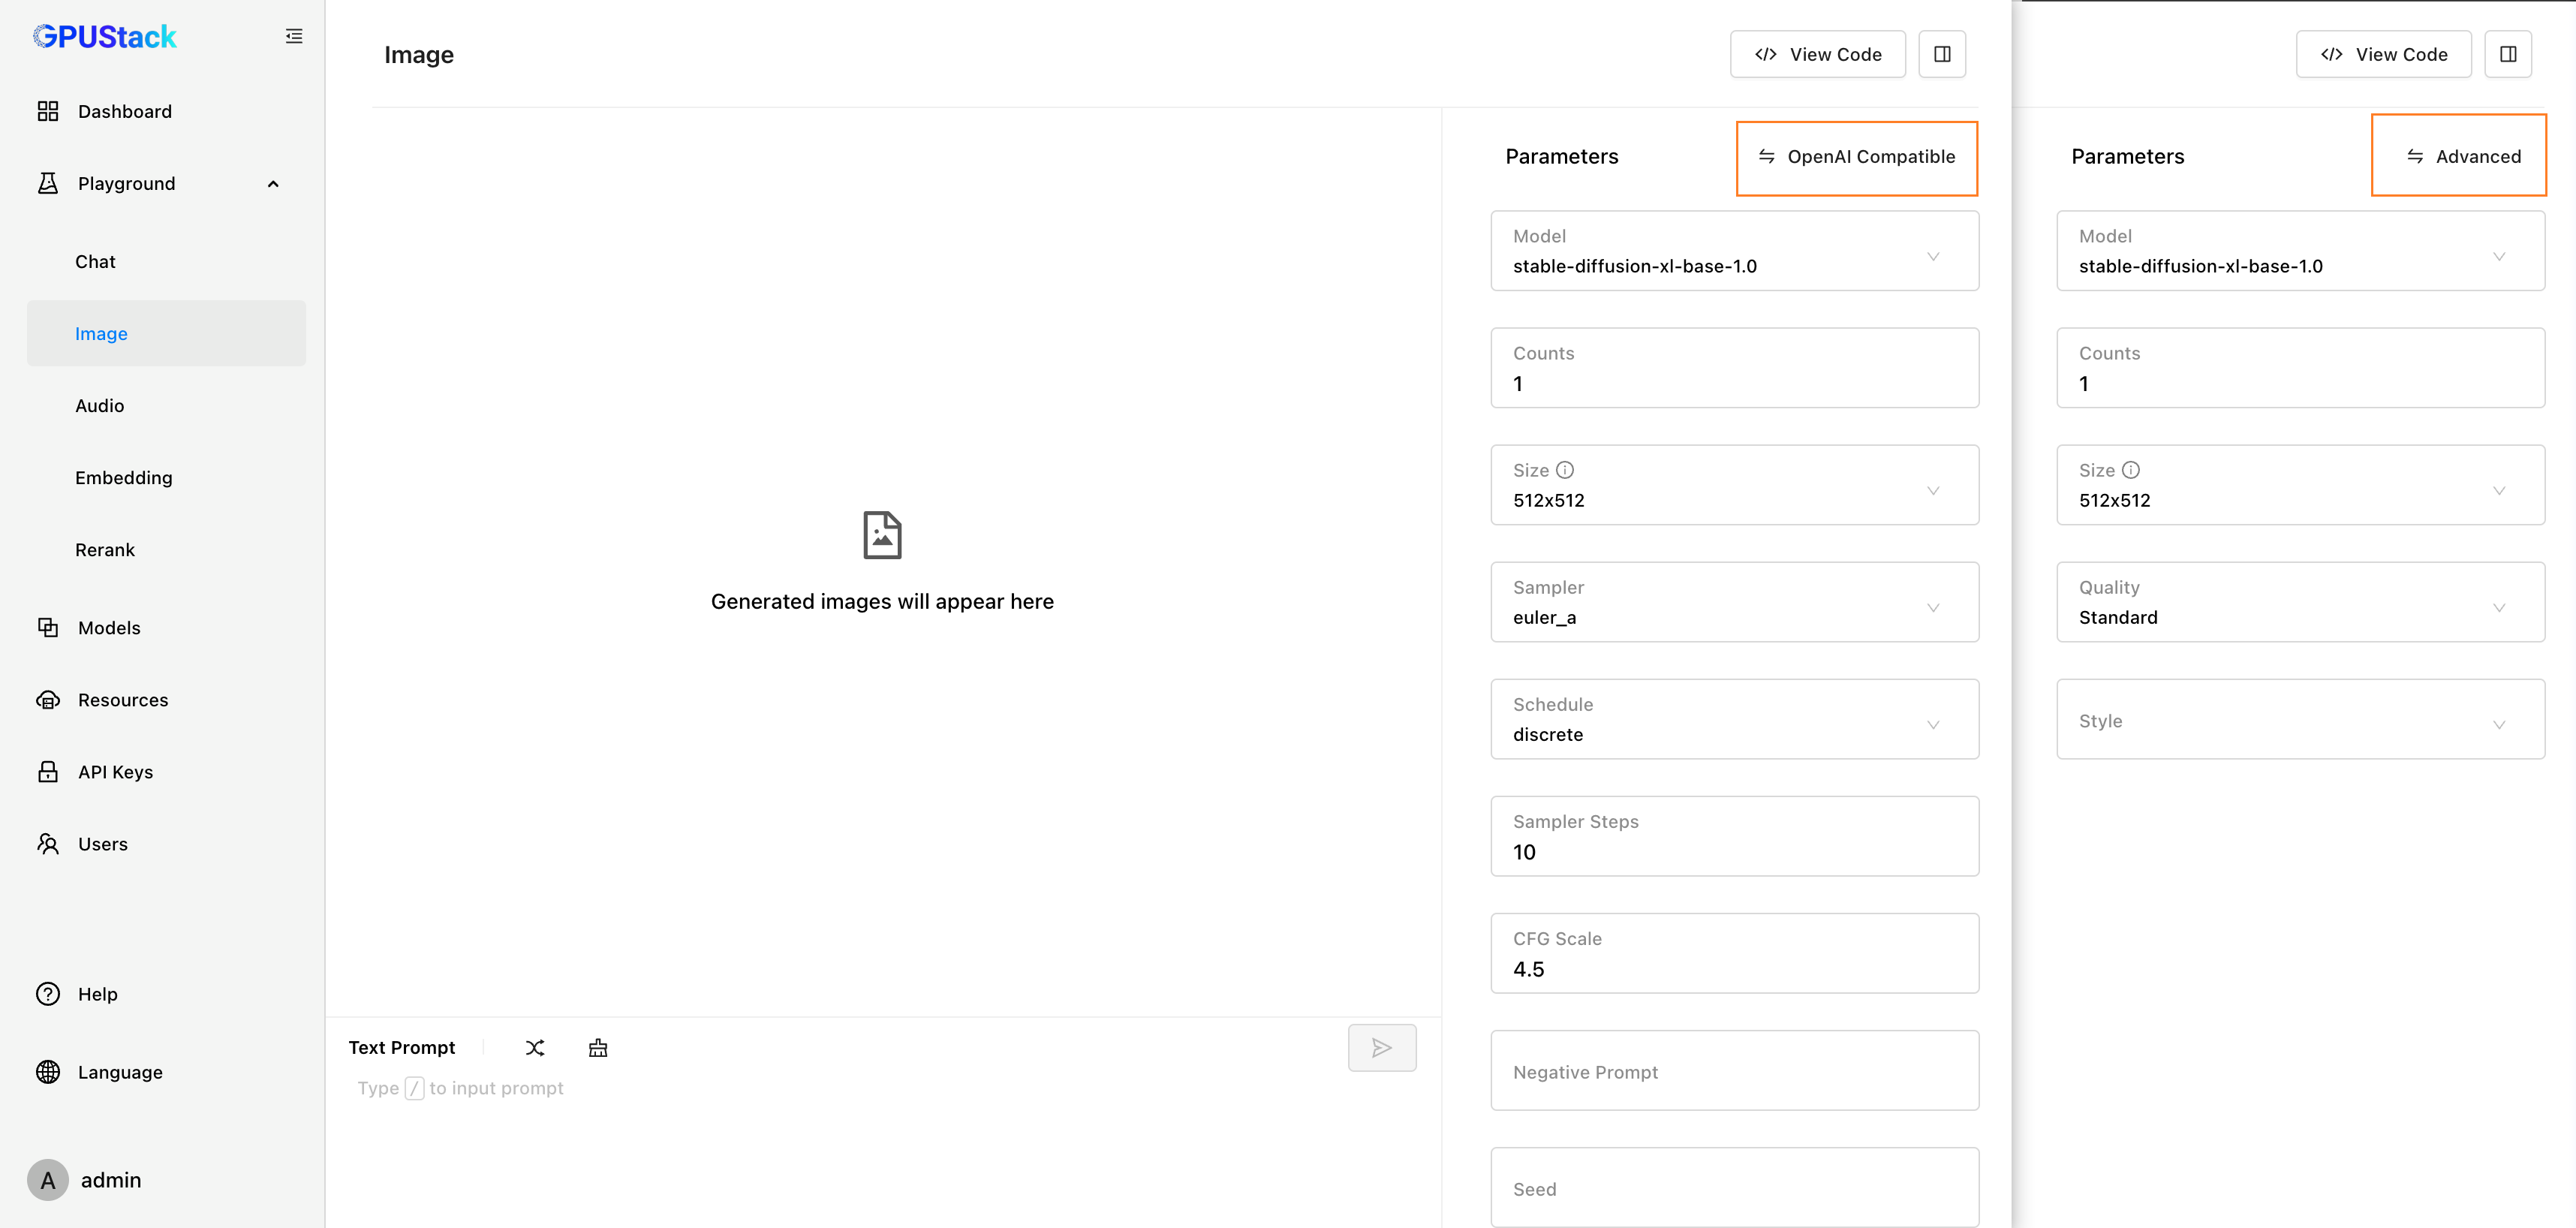 GPUStack
Dashboard
Playground
Chat
Image
Audio
Embedding
Rerank
Models
Resources
API Keys
Users
Help
Language
A admin
Image
</> View Code
Generated images will appear here
Text Prompt
Type / to input prompt
Parameters
OpenAI Compatible
Model
stable-diffusion-xl-base-1.0
Counts
1
Size
512x512
Sampler
euler_a
Schedule
discrete
Sampler Steps
10
CFG Scale
4.5
Negative Prompt
Seed
</> View Code
Parameters
Advanced
Model
stable-diffusion-xl-base-1.0
Counts
1
Size
512x512
Quality
Standard
Style